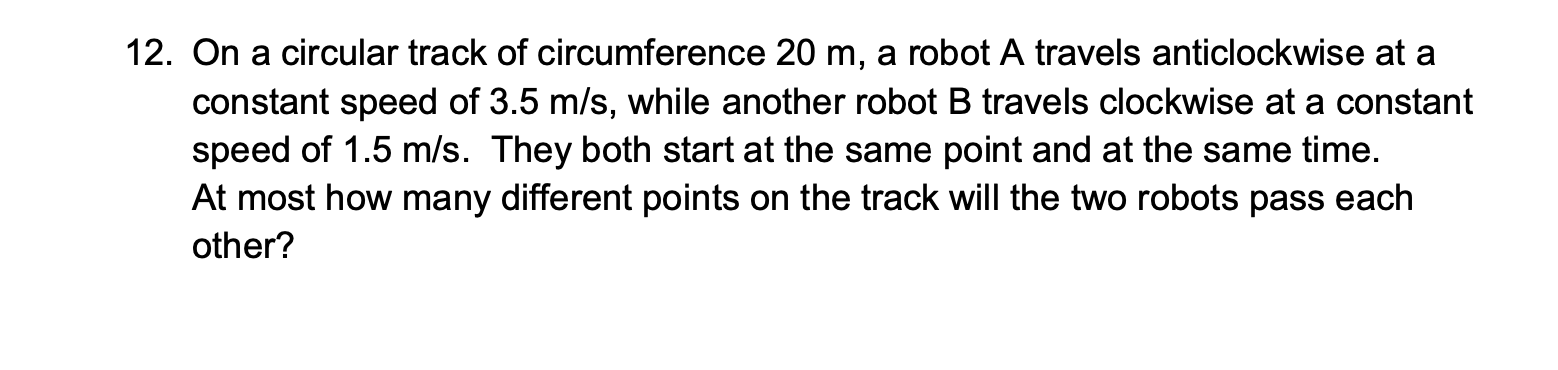 12. On a circular track of circumference 20 m, a robot A travels anticlockwise at a
constant speed of 3.5 m/s, while another robot B travels clockwise at a constant
speed of 1.5 m/s.  They both start at the same point and at the same time.
At most how many different points on the track will the two robots pass each
other?